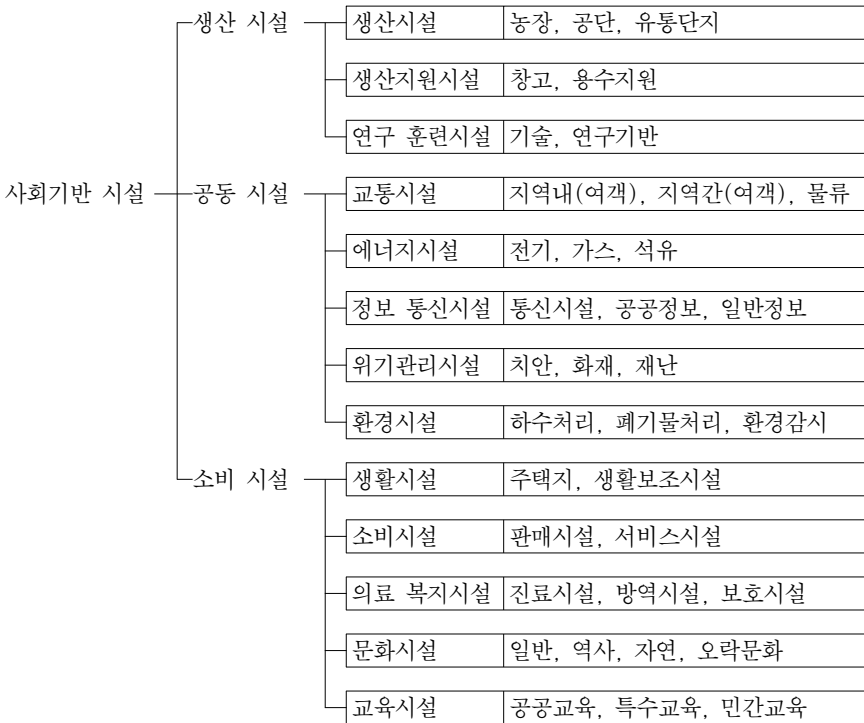 생산 시설 생산시설 농장, 공단, 유통단지
생산지원시설 창고, 용수지원
연구 훈련시설 기술, 연구기반
사회기반 시설 공동 시설 교통시설 지역내(여객), 지역간(여객), 물류
에너지시설 전기, 가스, 석유
정보 통신시설 통신시설, 공공정보, 일반정보
위기관리시설 치안, 화재, 재난
환경시설 하수처리, 폐기물처리, 환경감시
소비 시설 생활시설 주택지, 생활보조시설
소비시설 판매시설, 서비스시설
의료 복지시설 진료시설, 방역시설, 보호시설
문화시설 일반, 역사, 자연, 오락문화
교육시설 공공교육, 특수교육, 민간교육